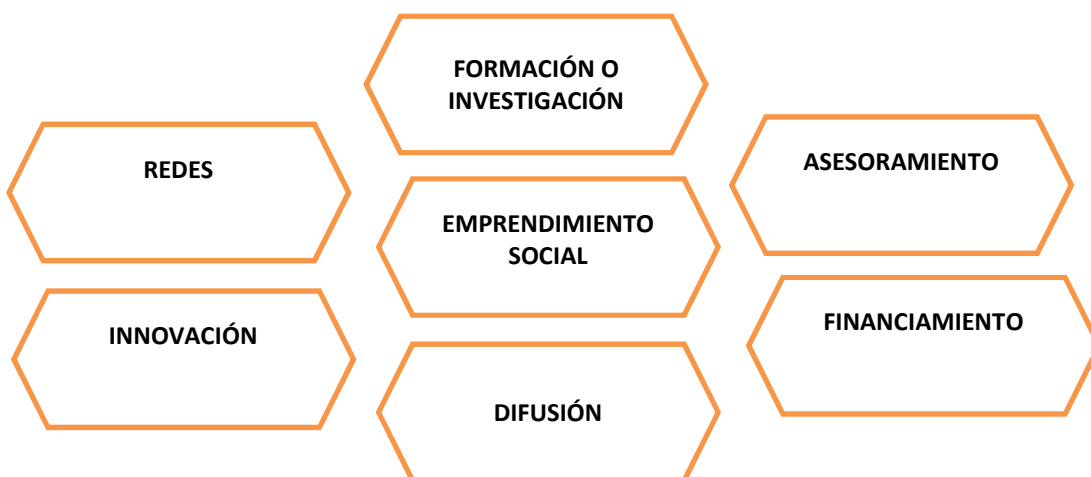 FORMACIÓN O
INVESTIGACIÓN
REDES
ASESORAMIENTO
EMPRENDIMIENTO
SOCIAL
INNOVACIÓN
FINANCIAMIENTO
DIFUSIÓN